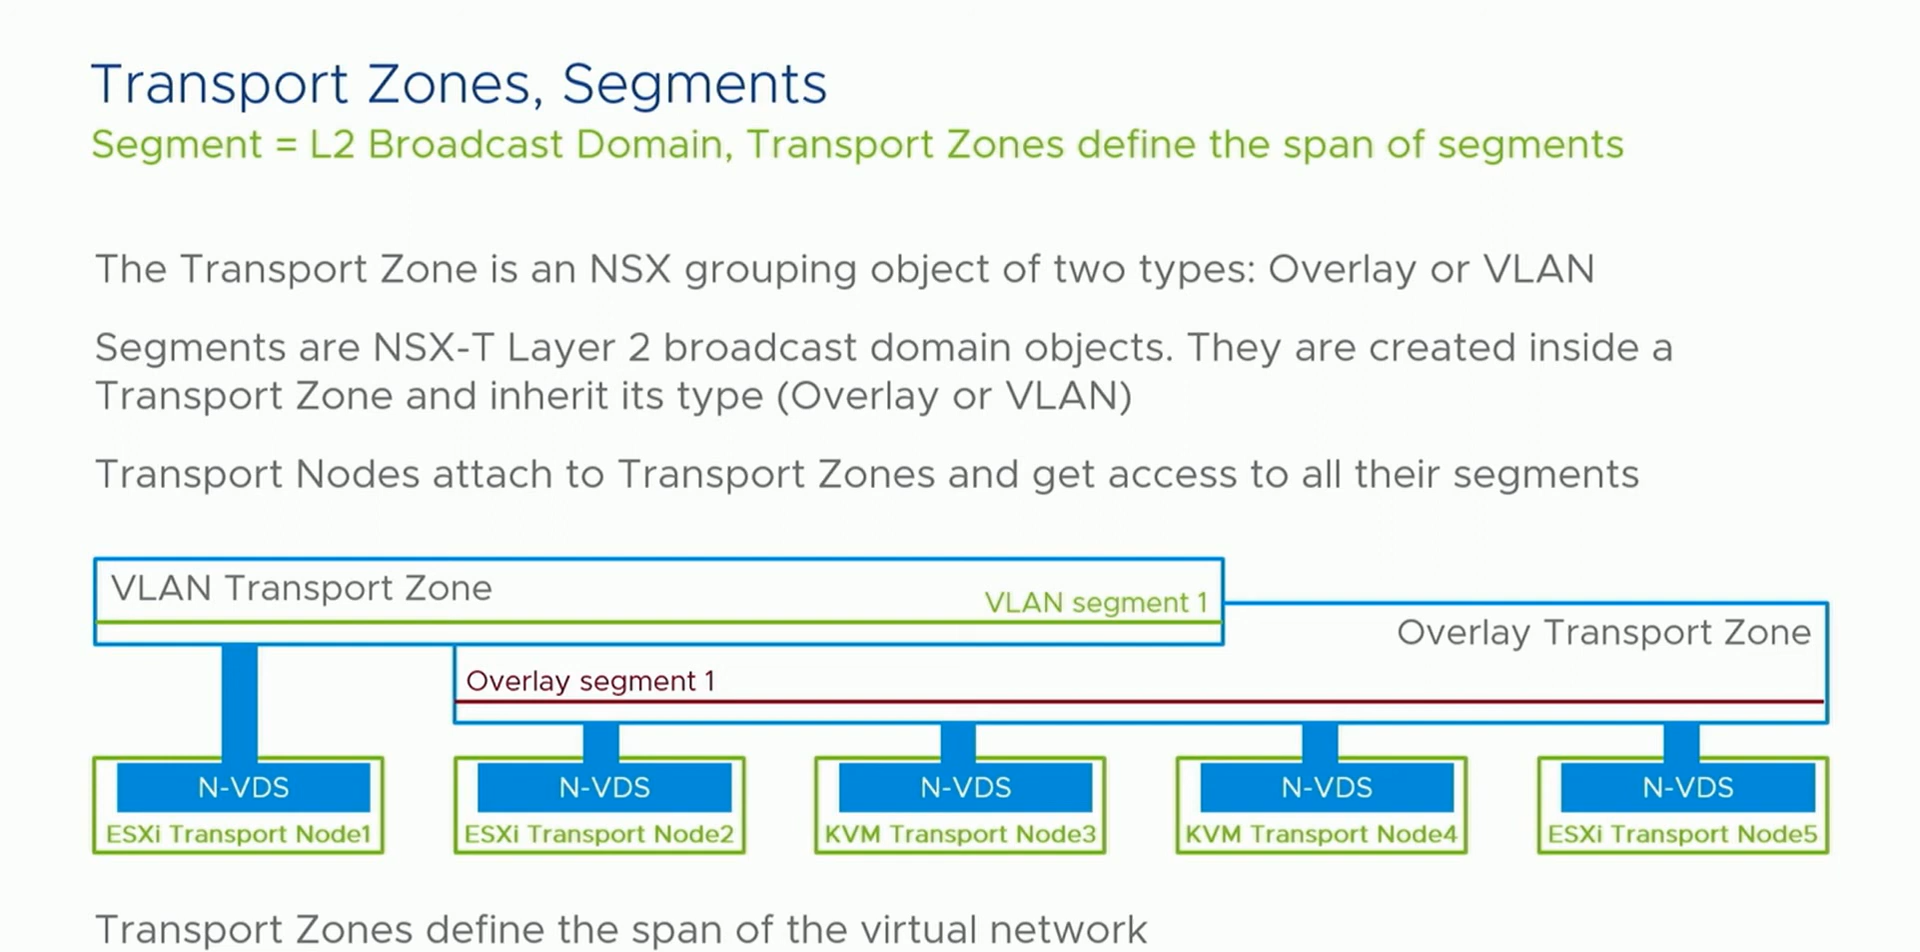 Transport Zones, Segments
Segment = L2 Broadcast Domain, Transport Zones define the span of segments
The Transport Zone is an NSX grouping object of two types: Overlay or VLAN
Segments are NSX-T Layer 2 broadcast domain objects. They are created inside a
Transport Zone and inherit its type (Overlay or VLAN)
Transport Nodes attach to Transport Zones and get access to all their segments
VLAN Transport Zone
VLAN segment 1
Overlay Transport Zone
Overlay segment 1
N-VDS
ESXi Transport Node1
N-VDS
ESXi Transport Node2
N-VDS
KVM Transport Node3
N-VDS
KVM Transport Node4
N-VDS
ESXi Transport Node5
Transport Zones define the span of the virtual network